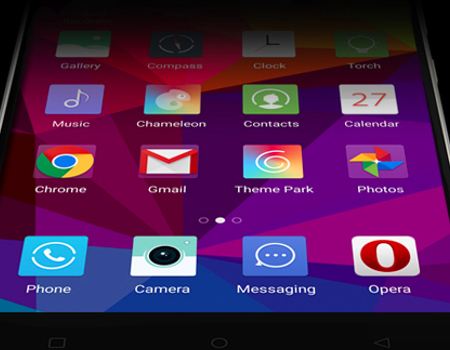 Gallery Compass Clock Torch
Music Chameleon Contacts 27 Calendar
Chrome Gmail Theme Park Photos
Phone Camera Messaging Opera